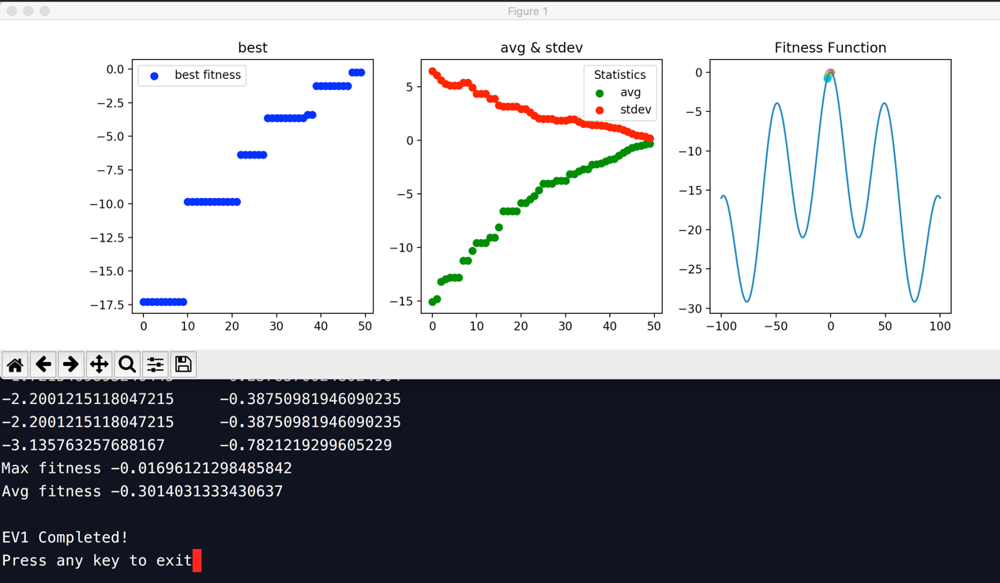 Figure 1
best
best fitness
0.0
−2.5
−5.0
−7.5
−10.0
−12.5
−15.0
−17.5
0 10 20 30 40 50
avg & stdev
Statistics
avg
stdev
5
0
−5
−10
−15
0 10 20 30 40 50
Fitness Function
0
−5
−10
−15
−20
−25
−30
−100 −50 0 50 100
−2.2001215118047215 −0.38750981946090235
−2.2001215118047215 −0.38750981946090235
−3.135763257688167 −0.7821219299605229
Max fitness −0.01696121298485842
Avg fitness −0.3014031333430637
EV1 Completed!
Press any key to exit